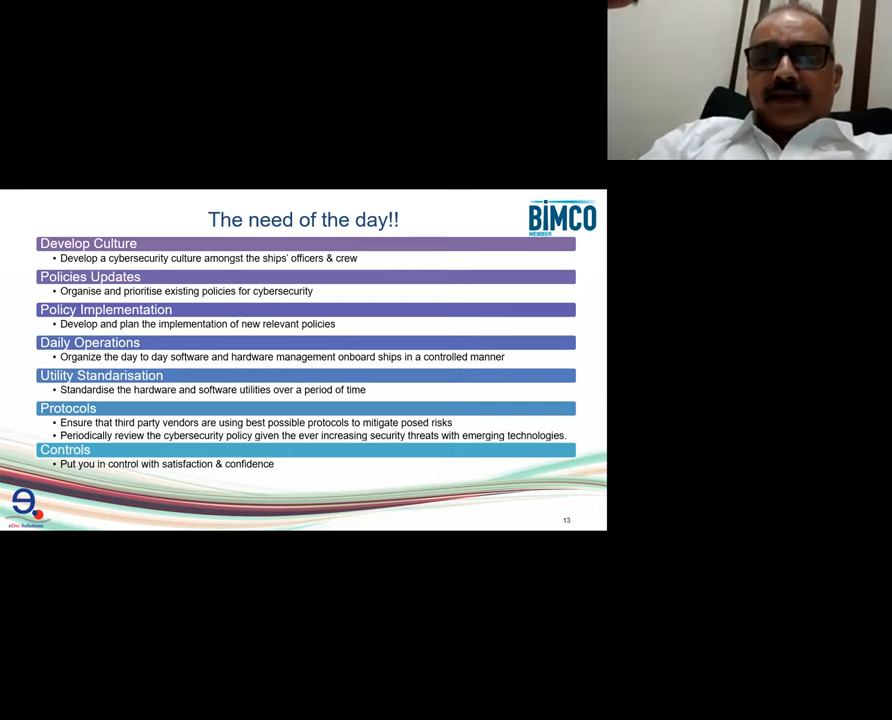 The need of the day!!
BIMCO
MEMBER
Develop Culture
• Develop a cybersecurity culture amongst the ships' officers & crew
Policies Updates
• Organise and prioritise existing policies for cybersecurity
Policy Implementation
• Develop and plan the implementation of new relevant policies
Daily Operations
• Organize the day to day software and hardware management onboard ships in a controlled manner
Utility Standarisation
• Standardise the hardware and software utilities over a period of time
Protocols
• Ensure that third party vendors are using best possible protocols to mitigate posed risks
• Periodically review the cybersecurity policy given the ever increasing security threats with emerging technologies.
Controls
• Put you in control with satisfaction & confidence
eDot Solutions
13